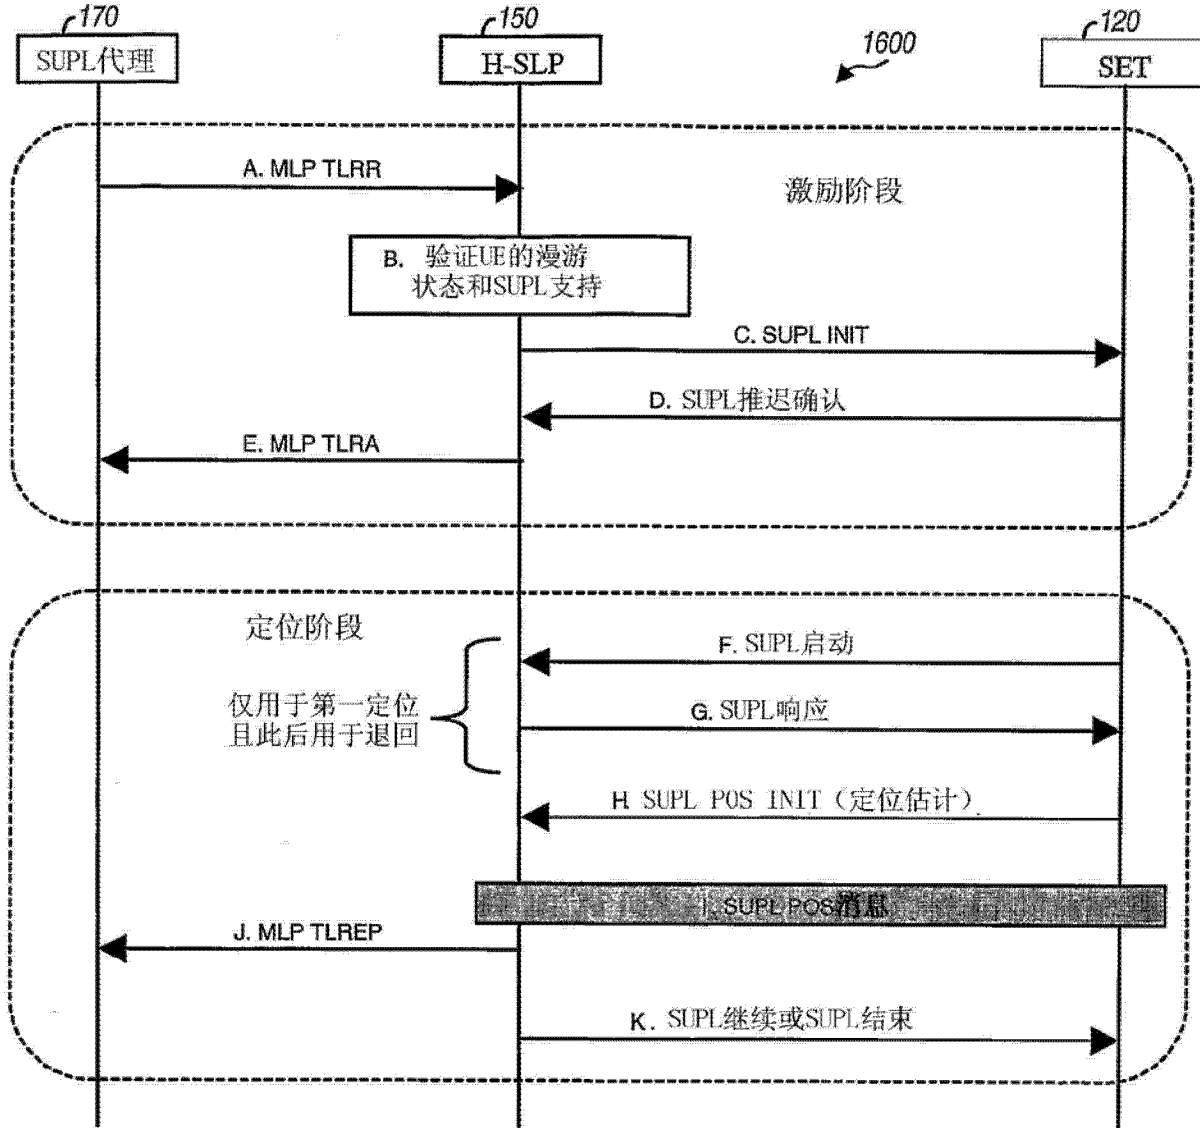 170
150
120
SUPL代理
H-SLP
1600
SET
A. MLP TLRR
激励阶段
B. 验证UE的漫游
状态和SUPL支持
C. SUPL INIT
D. SUPL推迟确认
E. MLP TLRA
定位阶段
F. SUPL启动
仅用于第一定位
且此后用于退回
G. SUPL响应
H. SUPL POS INIT（定位估计）
I. SUPL POS消息
J. MLP TLREP
K. SUPL继续或SUPL结束